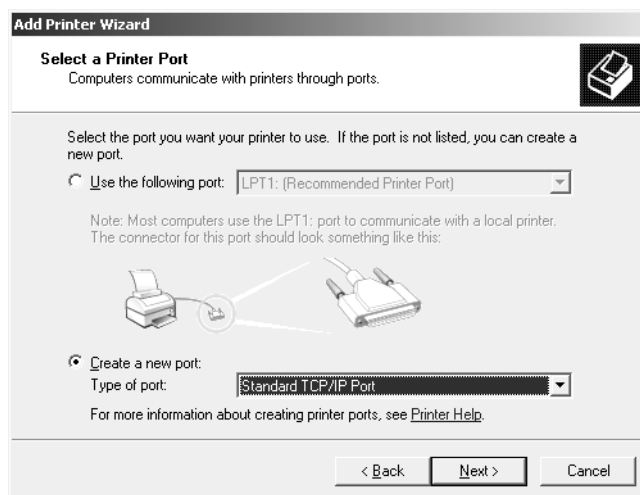 Add Printer Wizard
Select a Printer Port
Computers communicate with printers through ports.
Select the port you want your printer to use. If the port is not listed, you can create a
new port.
Use the following port: LPT1: (Recommended Printer Port)
Note: Most computers use the LPT1: port to communicate with a local printer.
The connector for this port should look something like this:
Create a new port:
Type of port: Standard TCP/IP Port
For more information about creating printer ports, see Printer Help.
< Back Next > Cancel